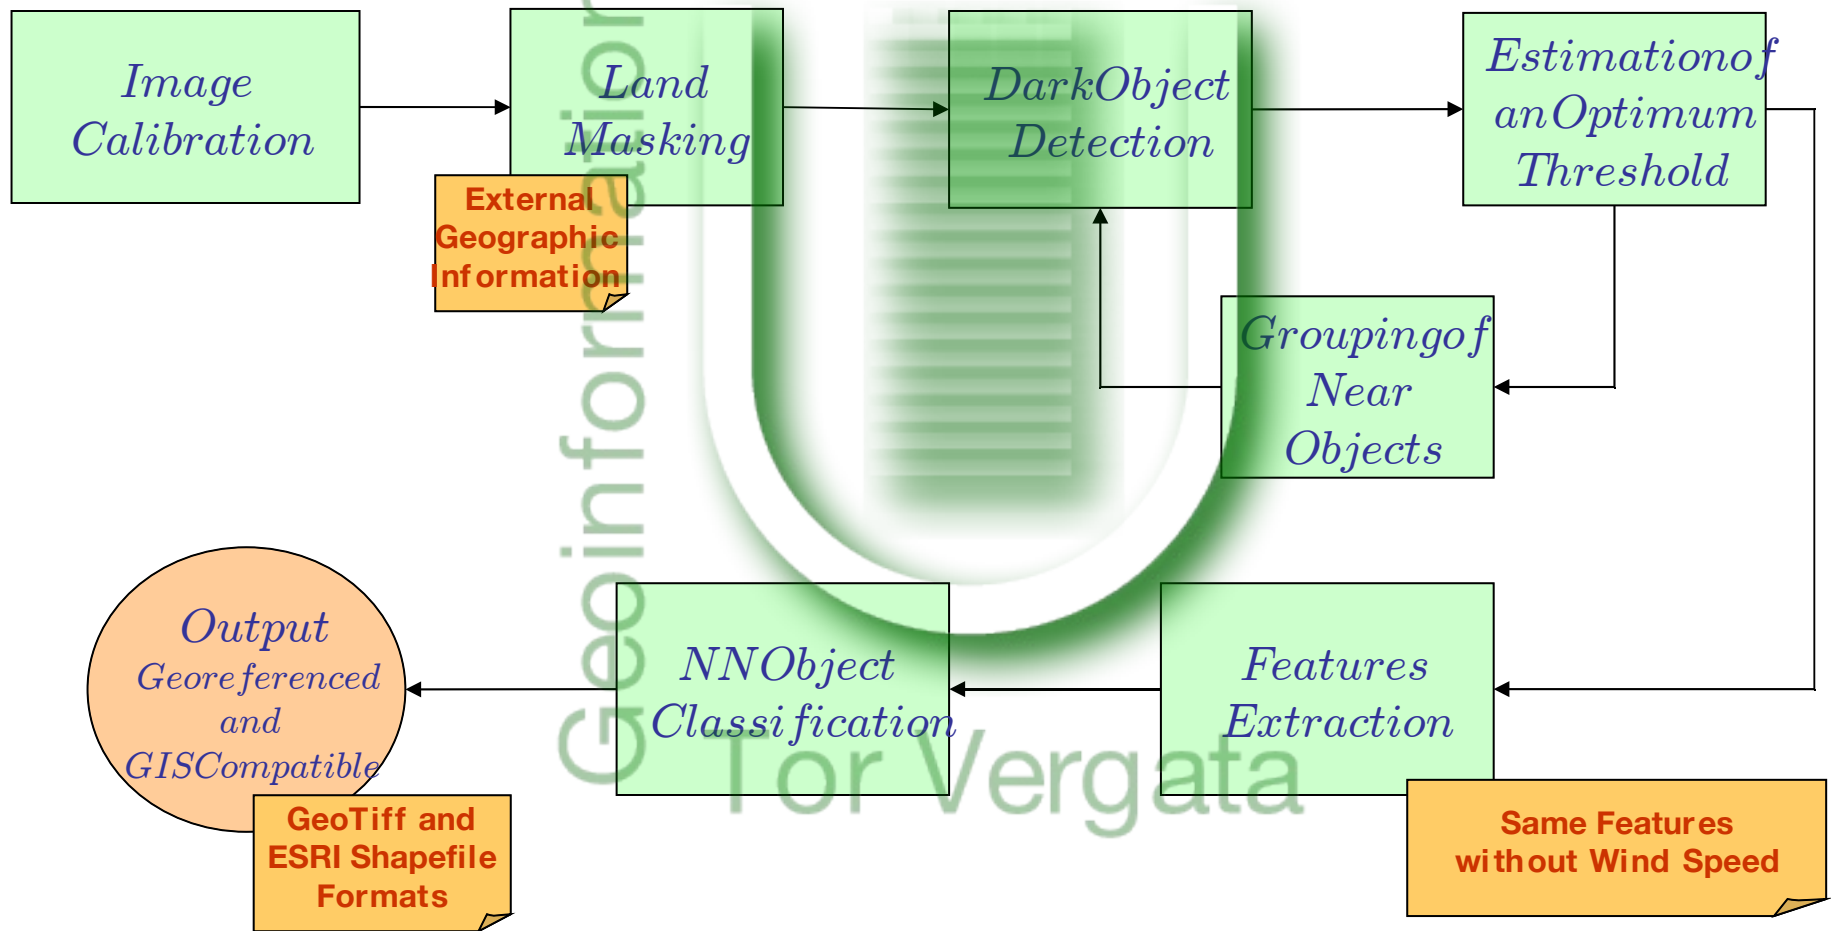 Image
Calibration
Land
Masking
External
Geographic
Information
DarkObject
Detection
Estimationof
anOptimum
Threshold
Groupingof
Near
Objects
Features
Extraction
Same Features
without Wind Speed
NNObject
Classification
Output
Georeferenced
and
GISCompatible
GeoTiff and
ESRI Shapefile
Formats
Geoinformation
Tor Vergata